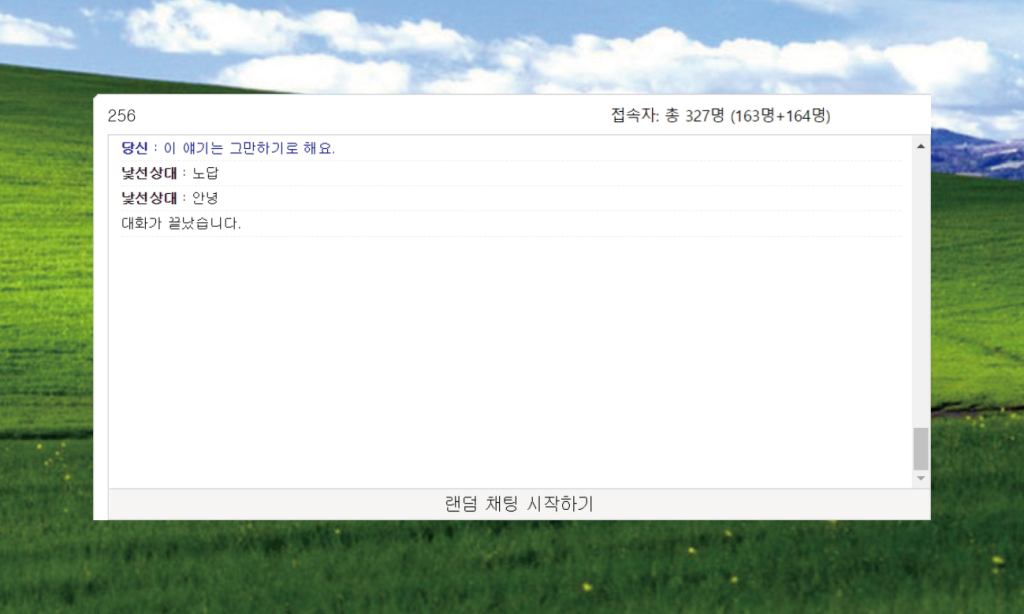 256
접속자: 총 327명 (163명+164명)
당신 : 이 얘기는 그만하기로 해요.
낯선상대 : 노답
낯선상대 : 안녕
대화가 끝났습니다.
랜덤 채팅 시작하기